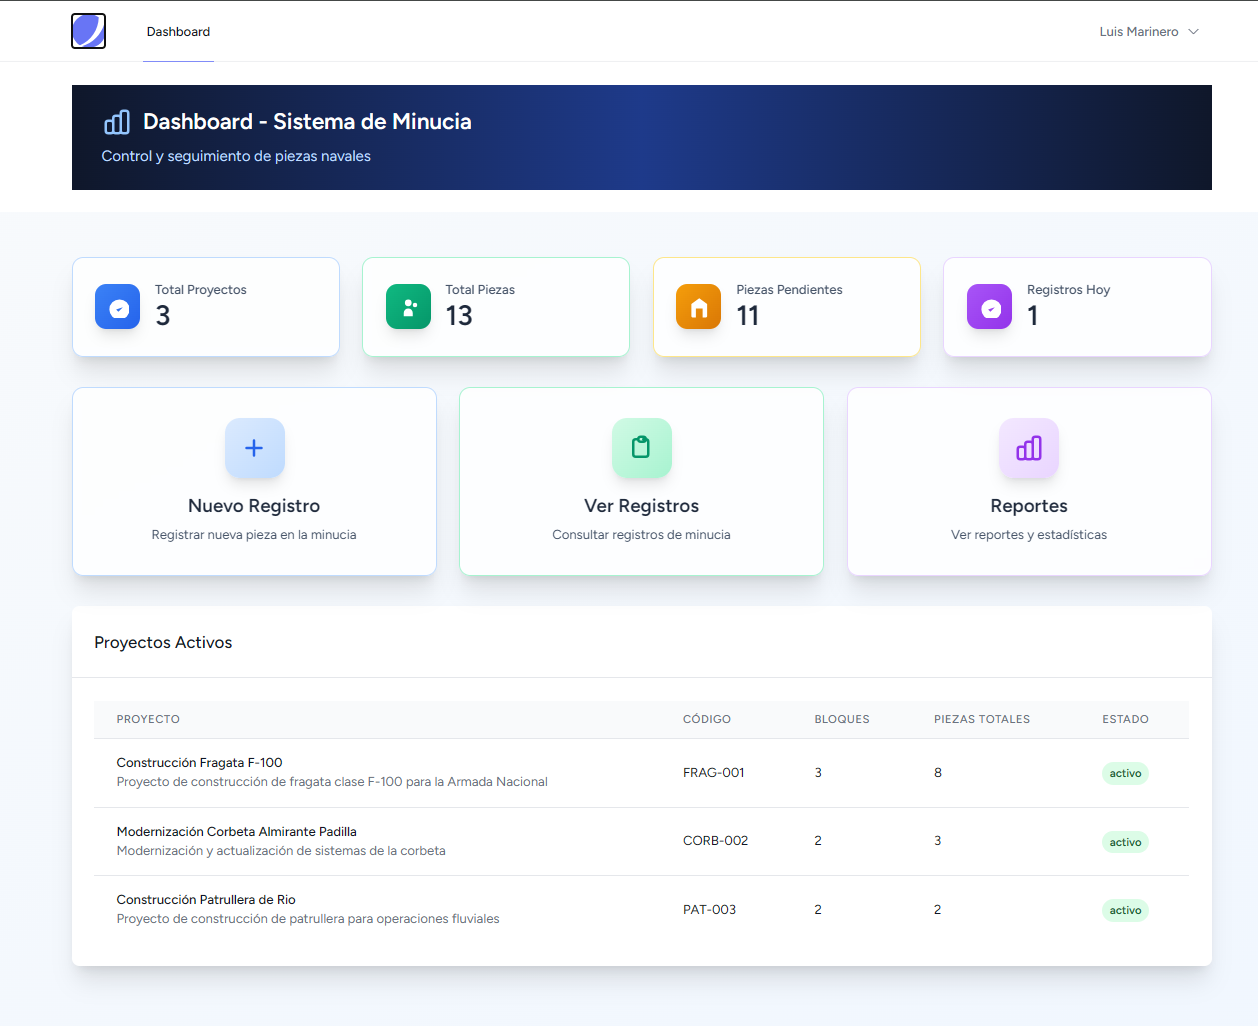 Dashboard
Luis Marinero
Dashboard - Sistema de Minucia
Control y seguimiento de piezas navales
Total Proyectos
3
Total Piezas
13
Piezas Pendientes
11
Registros Hoy
1
Nuevo Registro
Registrar nueva pieza en la minucia
Ver Registros
Consultar registros de minucia
Reportes
Ver reportes y estadísticas
Proyectos Activos
PROYECTO CÓDIGO BLOQUES PIEZAS TOTALES ESTADO
Construcción Fragata F-100
Proyecto de construcción de fragata clase F-100 para la Armada Nacional
FRAG-001 3 8 activo
Modernización Corbeta Almirante Padilla
Modernización y actualización de sistemas de la corbeta
CORB-002 2 3 activo
Construcción Patrullera de Rio
Proyecto de construcción de patrullera para operaciones fluviales
PAT-003 2 2 activo